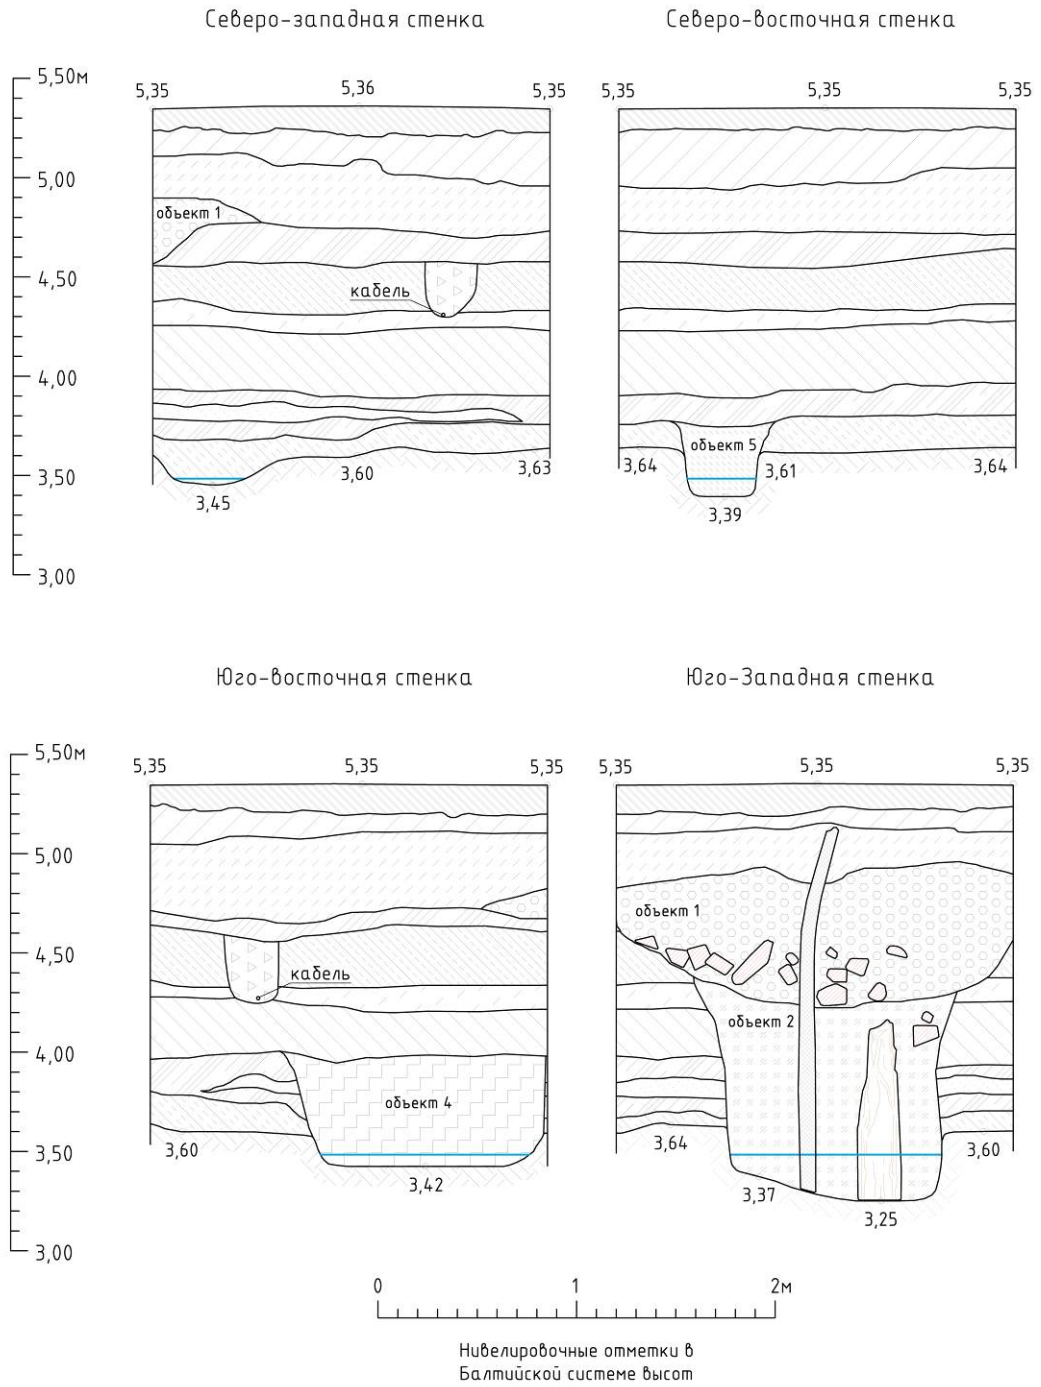 Северо-западная стенка
Северо-восточная стенка
5,50м
5,00
4,50
4,00
3,50
3,00
5,35 5,36 5,35
объект 1
кабель
3,45
3,60
3,63
5,35 5,35 5,35
объект 5
3,64
3,61
3,64
3,39
Юго-восточная стенка
Юго-Западная стенка
5,50м
5,00
4,50
4,00
3,50
3,00
5,35 5,35 5,35
кабель
объект 4
3,60
3,42
5,35 5,35 5,35
объект 1
объект 2
3,64
3,60
3,37
3,25
0 1 2м
Нивелировочные отметки в
Балтийской системе высот